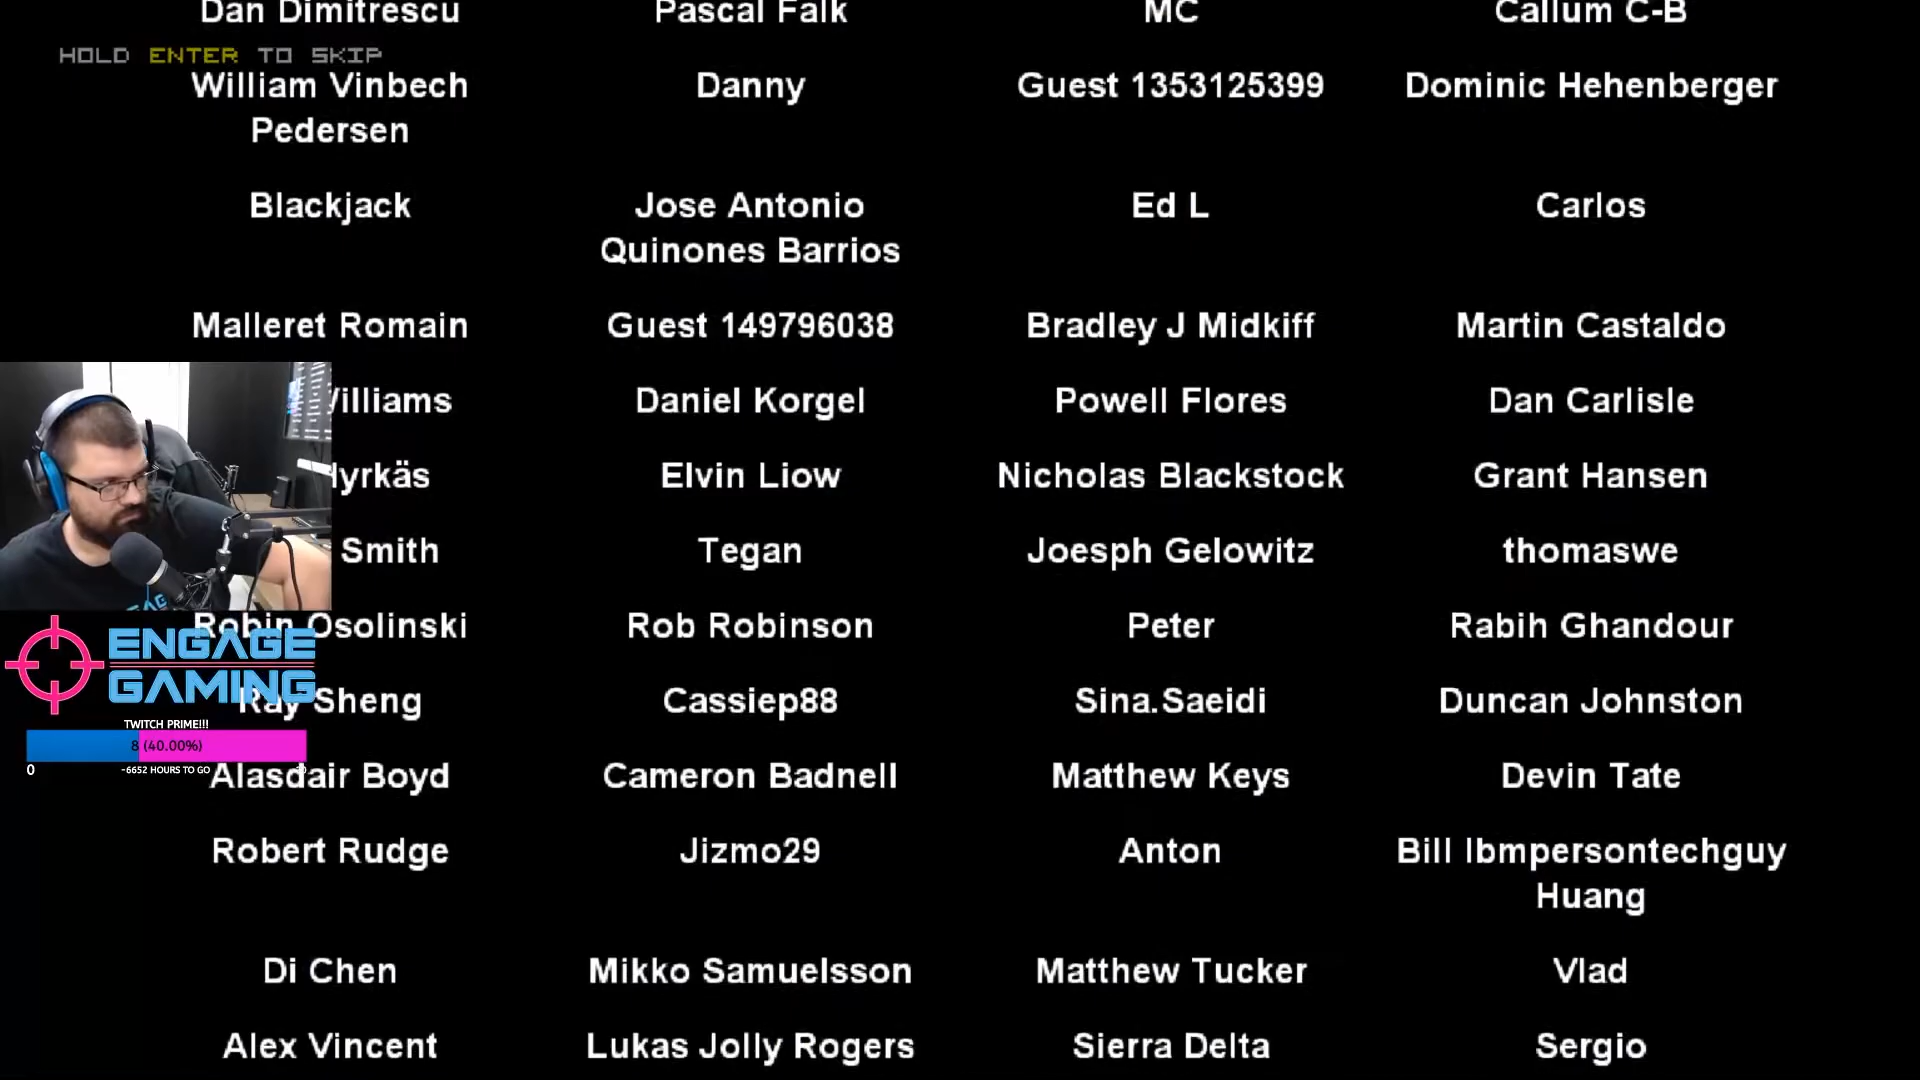 Dan Dimitrescu Pascal Falk MC Callum C-B
HOLD ENTER TO SKIP
William Vinbech Danny Guest 1353125399 Dominic Hehenberger
Pedersen
Blackjack Jose Antonio Ed L Carlos
Quinones Barrios
Malleret Romain Guest 149796038 Bradley J Midkiff Martin Castaldo
Daniel Korgel Powell Flores Dan Carlisle
Elvin Liow Nicholas Blackstock Grant Hansen
Smith Tegan Joesph Gelowitz thomaswe
Robin Osolinski Rob Robinson Peter Rabih Ghandour
ENGAGE
GAMING
Ray Sheng Cassiep88 Sina.Saeidi Duncan Johnston
TWITCH PRIME!!!
8 (40.00%)
0 -6652 HOURS TO GO
Alasdair Boyd Cameron Badnell Matthew Keys Devin Tate
Robert Rudge Jizmo29 Anton Bill Ibmpersontechguy
Huang
Di Chen Mikko Samuelsson Matthew Tucker Vlad
Alex Vincent Lukas Jolly Rogers Sierra Delta Sergio